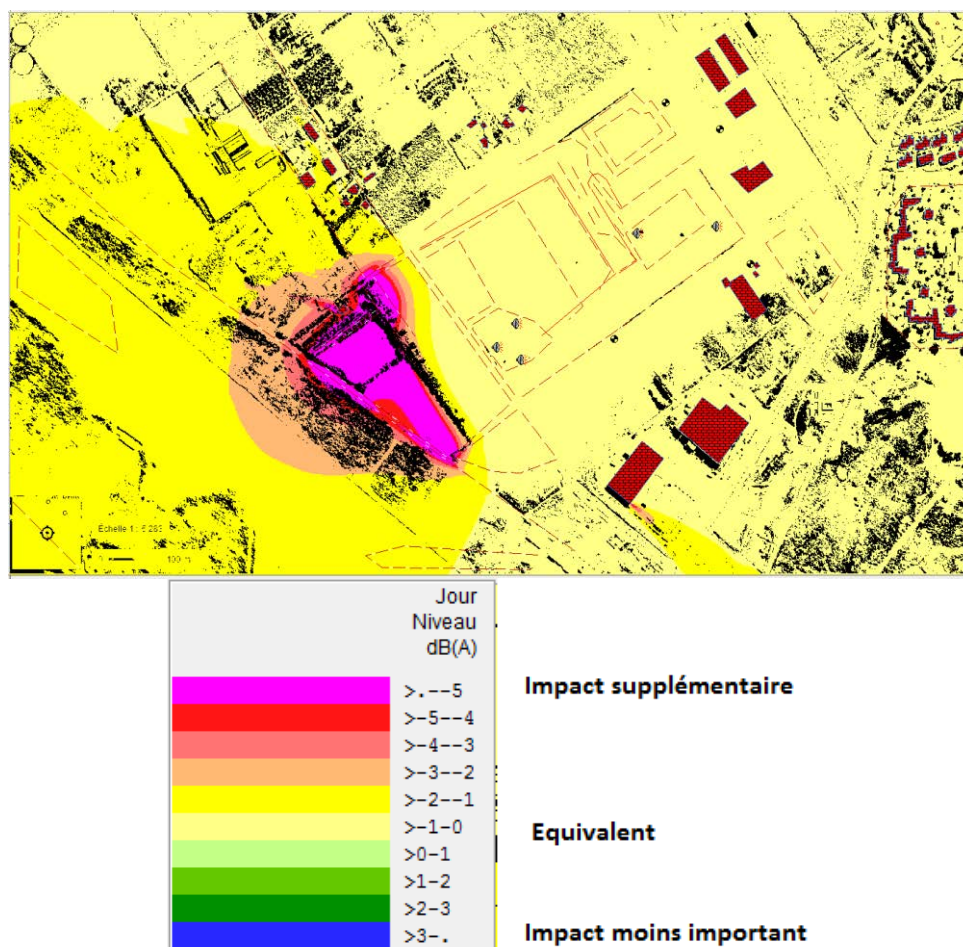 Échelle 1 : 5 283
100 m
Jour
Niveau
dB(A)
>.--5
Impact supplémentaire
>-5--4
>-4--3
>-3--2
>-2--1
>-1-0
Equivalent
>0-1
>1-2
>2-3
>3-.
Impact moins important